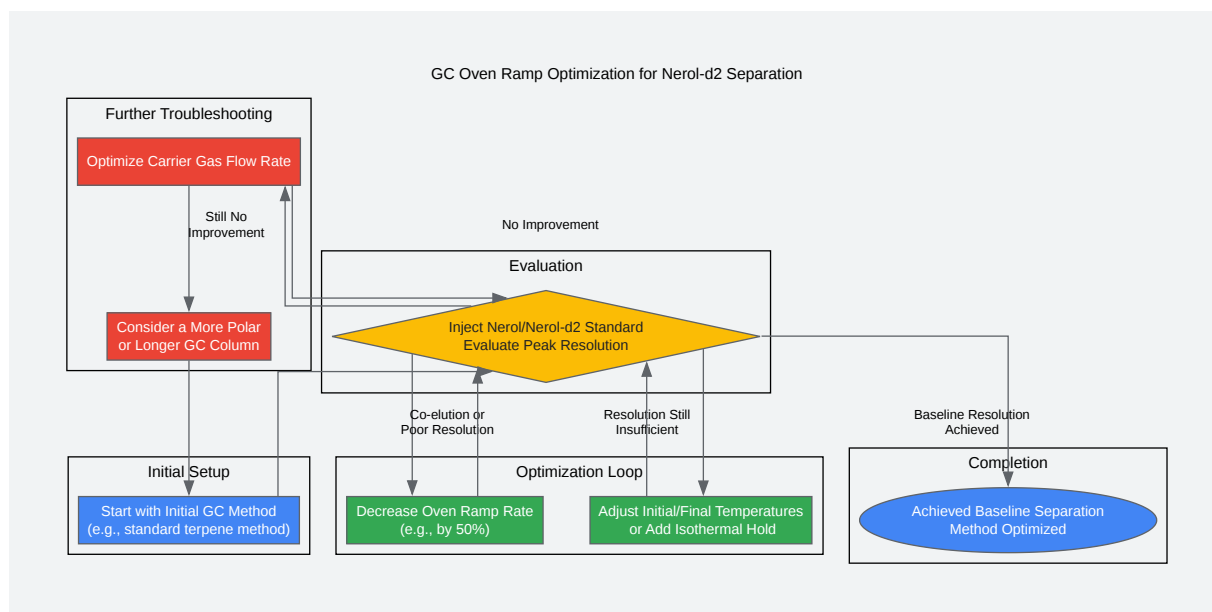 GC Oven Ramp Optimization for Nerol-d2 Separation
Further Troubleshooting
Optimize Carrier Gas Flow Rate
Still No
Improvement
No Improvement
Evaluation
Inject Nerol/Nerol-d2 Standard
Evaluate Peak Resolution
Consider a More Polar
or Longer GC Column
Co-elution or
Poor Resolution
Resolution Still
Insufficient
Baseline Resolution
Achieved
Initial Setup
Start with Initial GC Method
(e.g., standard terpene method)
Optimization Loop
Decrease Oven Ramp Rate
(e.g., by 50%)
Adjust Initial/Final Temperatures
or Add Isothermal Hold
Completion
Achieved Baseline Separation
Method Optimized